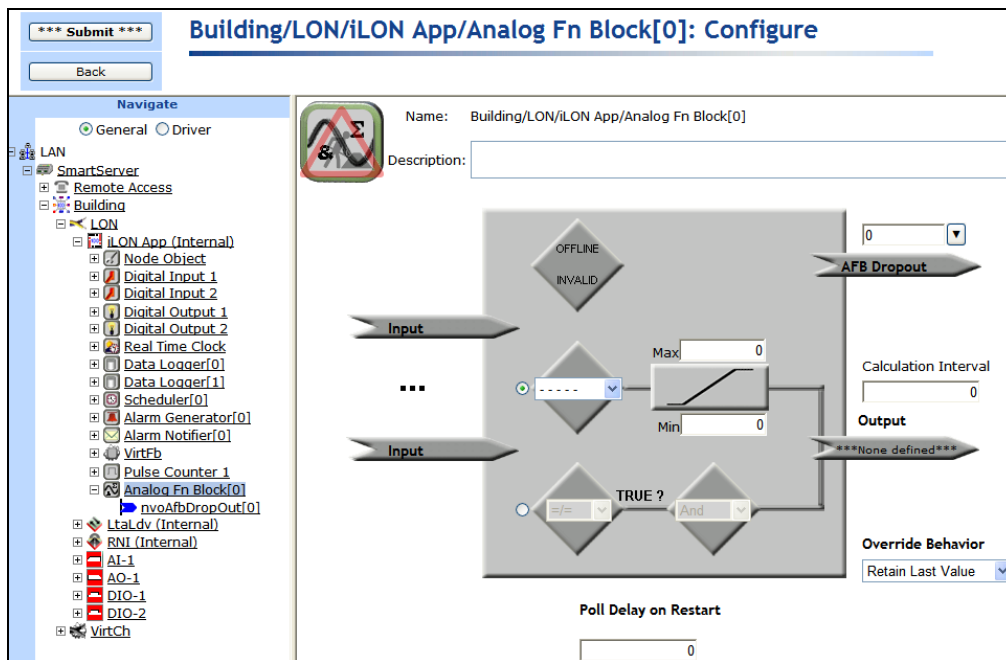 *** Submit ***
Building/LON/iLON App/Analog Fn Block[0]: Configure
Back
Navigate
General Driver
LAN
SmartServer
Remote Access
Building
LON
iLON App (Internal)
Node Object
Digital Input 1
Digital Input 2
Digital Output 1
Digital Output 2
Real Time Clock
Data Logger[0]
Data Logger[1]
Scheduler[0]
Alarm Generator[0]
Alarm Notifier[0]
VirtFb
Pulse Counter 1
Analog Fn Block[0]
nvoAfbDropOut[0]
LtaLdv (Internal)
RNI (Internal)
AI-1
AO-1
DIO-1
DIO-2
VirtCh
& Σ
Name: Building/LON/iLON App/Analog Fn Block[0]
Description:
OFFLINE
INVALID
0
AFB Dropout
Input
...
Input
- - - - -
Max 0
Min 0
Calculation Interval
0
Output
***None defined***
=/=
TRUE ?
And
Override Behavior
Retain Last Value
Poll Delay on Restart
0